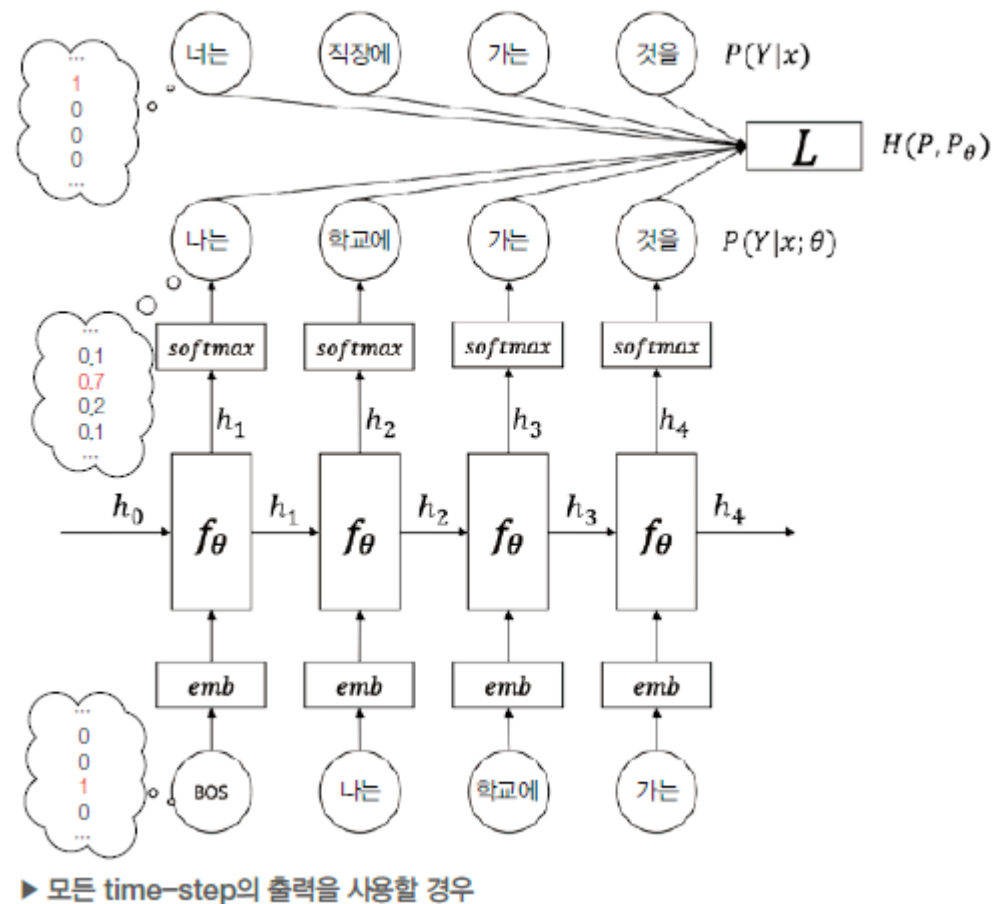 너는 직장에 가는 것을 P(Y|x)
...
1
0
0
0
...
L H(P, P_θ)
나는 학교에 가는 것을 P(Y|x; θ)
softmax softmax softmax softmax
...
0.1
0.7
0.2
0.1
...
h_1 h_2 h_3 h_4
h_0 h_1 h_2 h_3 h_4
f_θ f_θ f_θ f_θ
emb emb emb emb
...
0
0
1
0
...
BOS 나는 학교에 가는
▶ 모든 time-step의 출력을 사용할 경우